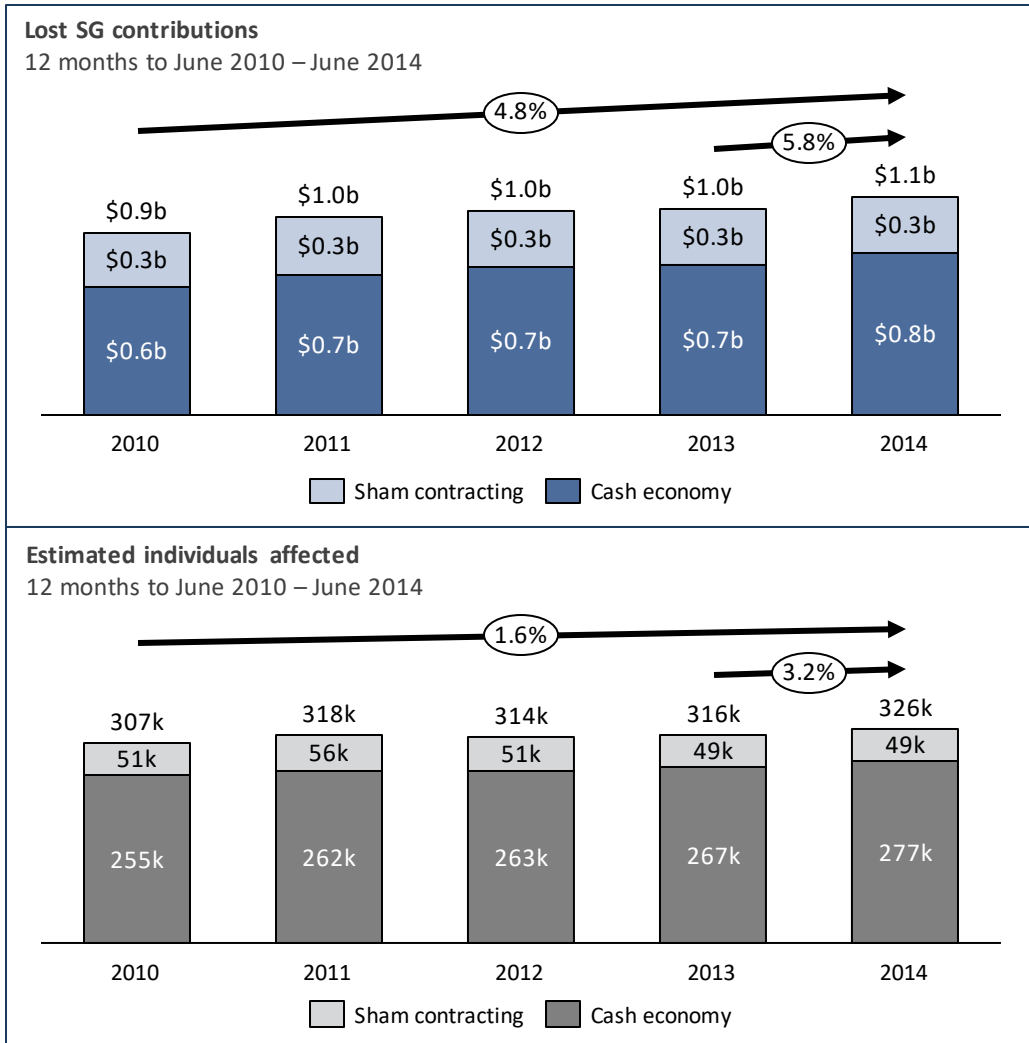 Lost SG contributions
12 months to June 2010 – June 2014
4.8%
5.8%
$0.9b $1.0b $1.0b $1.0b $1.1b
$0.3b $0.3b $0.3b $0.3b $0.3b
$0.6b $0.7b $0.7b $0.7b $0.8b
2010 2011 2012 2013 2014
Sham contracting Cash economy
Estimated individuals affected
12 months to June 2010 – June 2014
1.6%
3.2%
307k 318k 314k 316k 326k
51k 56k 51k 49k 49k
255k 262k 263k 267k 277k
2010 2011 2012 2013 2014
Sham contracting Cash economy